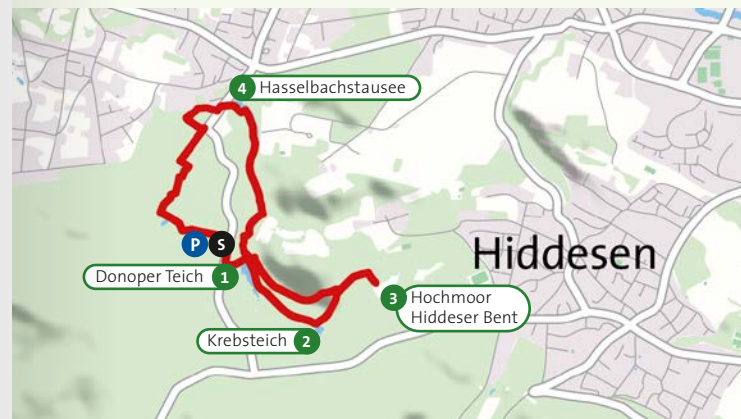 4 Hasselbachstausee
P S
Hiddesen
Donoper Teich 1
3 Hochmoor
Hiddeser Bent
Krebsteich 2